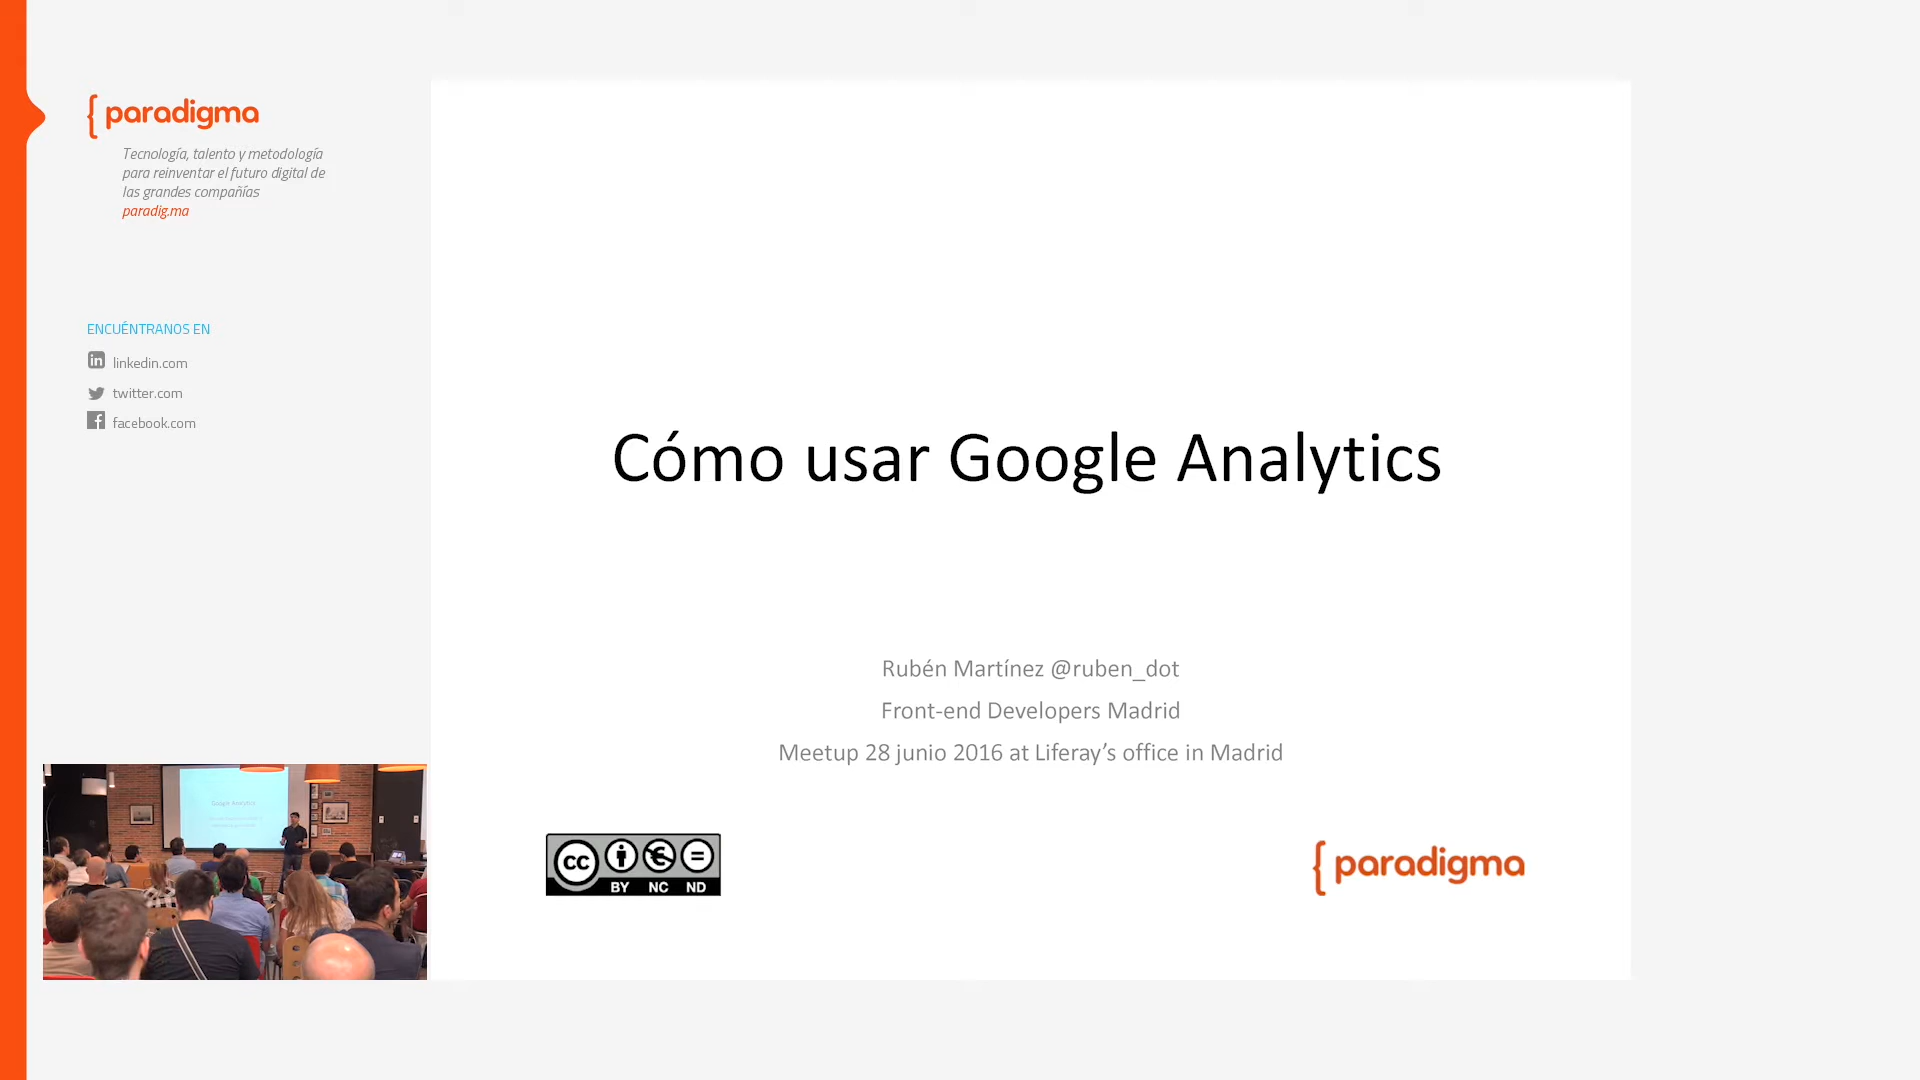 { paradigma
Tecnología, talento y metodología
para reinventar el futuro digital de
las grandes compañías
paradig.ma
ENCUÉNTRANOS EN
linkedin.com
twitter.com
facebook.com
Cómo usar Google Analytics
Rubén Martínez @ruben_dot
Front-end Developers Madrid
Meetup 28 junio 2016 at Liferay’s office in Madrid
cc BY NC ND
{ paradigma
Google Analytics